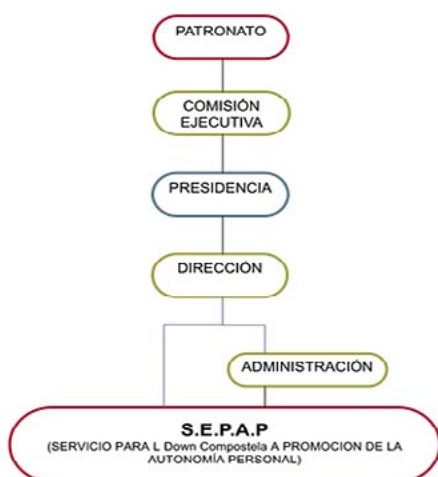 PATRONATO
COMISIÓN
EJECUTIVA
PRESIDENCIA
DIRECCIÓN
ADMINISTRACIÓN
S.E.P.A.P
(SERVICIO PARA L Down Compostela A PROMOCION DE LA
AUTONOMÍA PERSONAL)